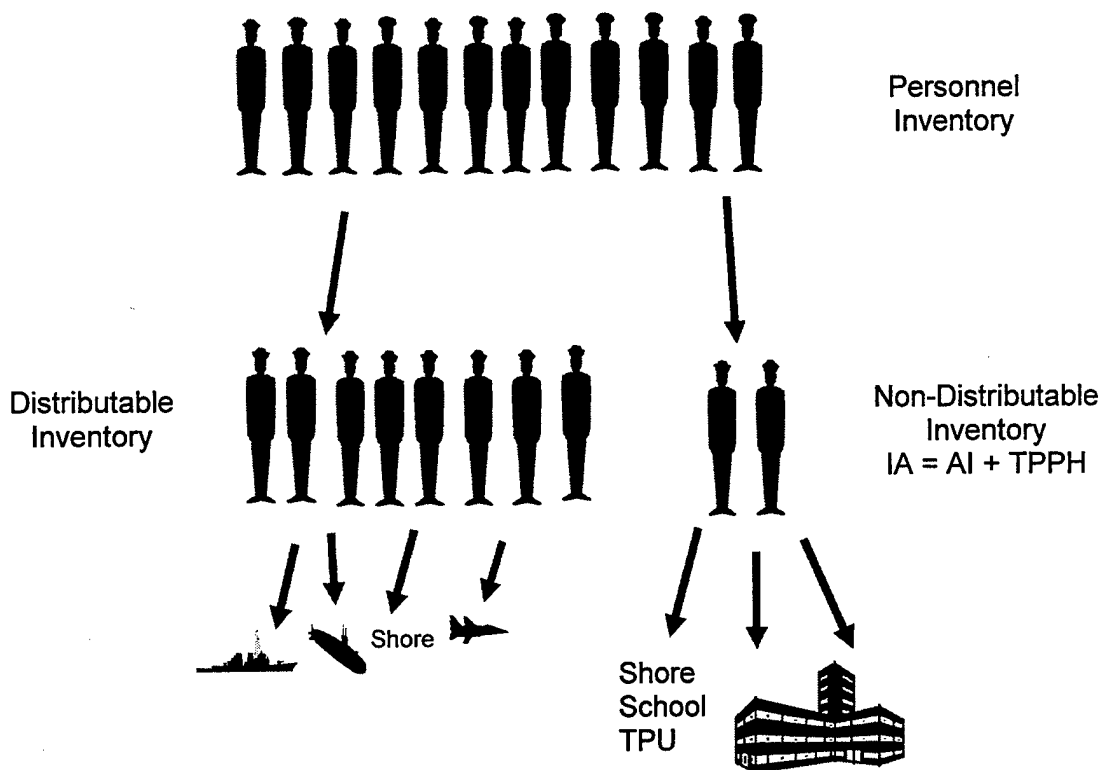 Personnel
Inventory
Distributable
Inventory
Non-Distributable
Inventory
IA = AI + TPPH
Shore
Shore
School
TPU